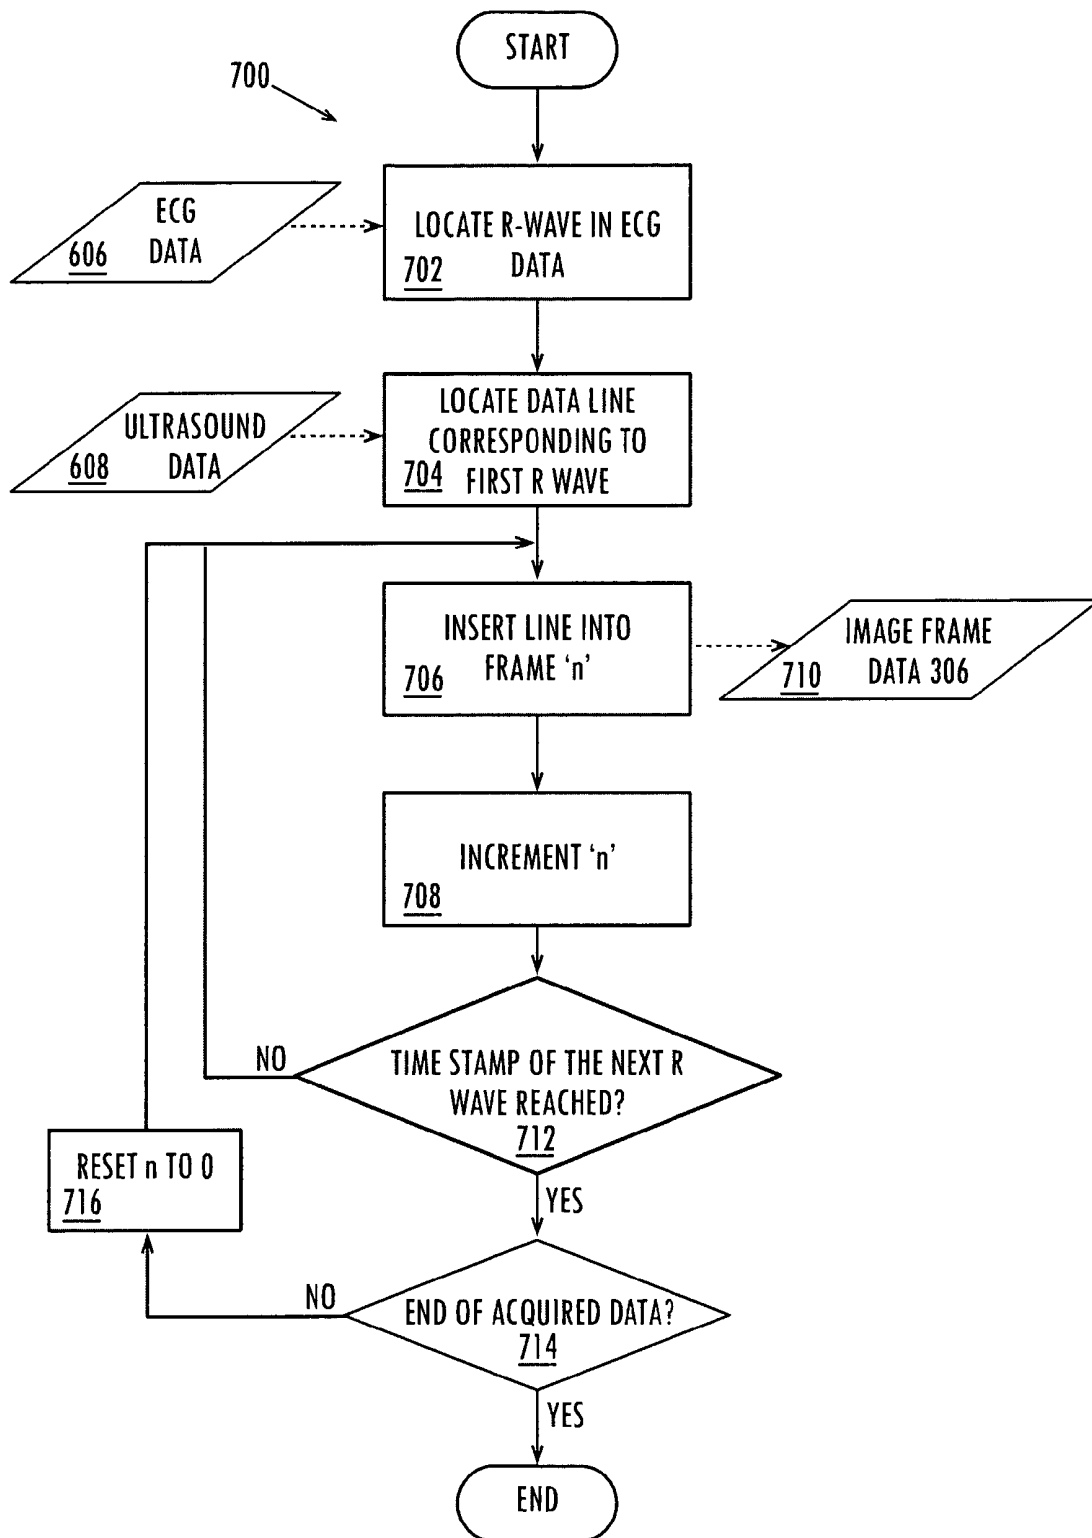 START
700
ECG
DATA
606
LOCATE R-WAVE IN ECG
DATA
702
ULTRASOUND
DATA
608
LOCATE DATA LINE
CORRESPONDING TO
FIRST R WAVE
704
INSERT LINE INTO
FRAME ‘n’
706
IMAGE FRAME
DATA 306
710
INCREMENT ‘n’
708
NO
TIME STAMP OF THE NEXT R
WAVE REACHED?
712
RESET n TO 0
716
YES
NO
END OF ACQUIRED DATA?
714
YES
END